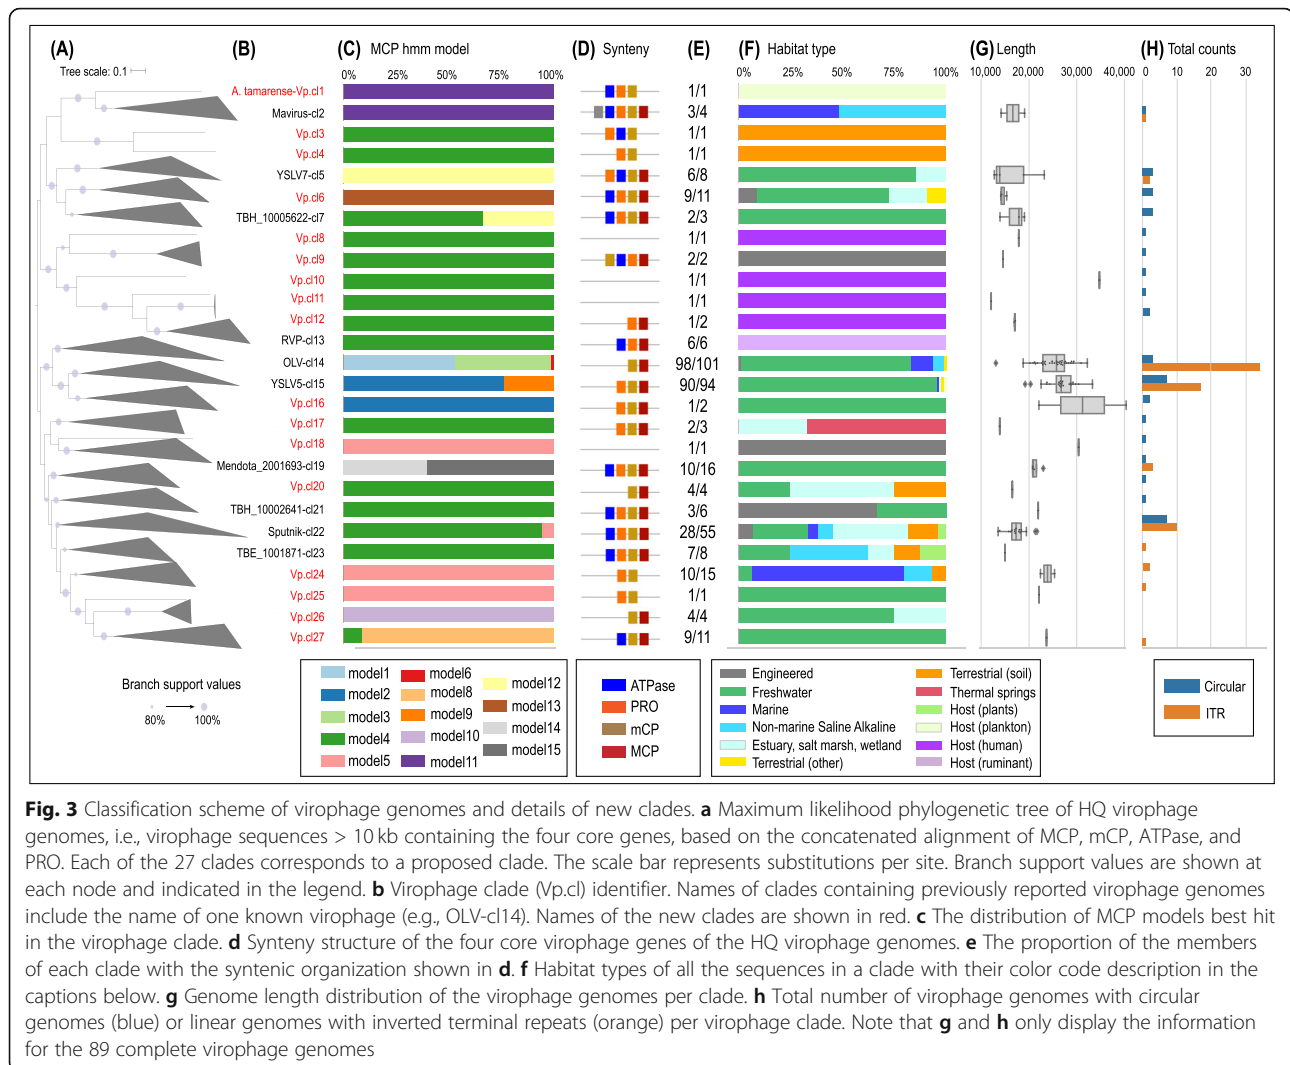 (A) (B) (C) MCP hmm model (D) Synteny (E) (F) Habitat type (G) Length (H) Total counts
Tree scale: 0.1
0% 25% 50% 75% 100%
0% 25% 50% 75% 100%
10,000 20,000 30,000 40,000
0 10 20 30
A. tamarense-Vp.cl1 1/1
Mavirus-cl2 3/4
Vp.cl3 1/1
Vp.cl4 1/1
YSLV7-cl5 6/8
Vp.cl6 9/11
TBH_10005622-cl7 2/3
Vp.cl8 1/1
Vp.cl9 2/2
Vp.cl10 1/1
Vp.cl11 1/1
Vp.cl12 1/2
RVP-cl13 6/6
OLV-cl14 98/101
YSLV5-cl15 90/94
Vp.cl16 1/2
Vp.cl17 2/3
Vp.cl18 1/1
Mendota_2001693-cl19 10/16
Vp.cl20 4/4
TBH_10002641-cl21 3/6
Sputnik-cl22 28/55
TBE_1001871-cl23 7/8
Vp.cl24 10/15
Vp.cl25 1/1
Vp.cl26 4/4
Vp.cl27 9/11
Branch support values
80% 100%
model1
model2
model3
model4
model5
model6
model8
model9
model10
model11
model12
model13
model14
model15
ATPase
PRO
mCP
MCP
Engineered
Freshwater
Marine
Non-marine Saline Alkaline
Estuary, salt marsh, wetland
Terrestrial (other)
Terrestrial (soil)
Thermal springs
Host (plants)
Host (plankton)
Host (human)
Host (ruminant)
Circular
ITR
Fig. 3 Classification scheme of virophage genomes and details of new clades. a Maximum likelihood phylogenetic tree of HQ virophage
genomes, i.e., virophage sequences > 10 kb containing the four core genes, based on the concatenated alignment of MCP, mCP, ATPase, and
PRO. Each of the 27 clades corresponds to a proposed clade. The scale bar represents substitutions per site. Branch support values are shown at
each node and indicated in the legend. b Virophage clade (Vp.cl) identifier. Names of clades containing previously reported virophage genomes
include the name of one known virophage (e.g., OLV-cl14). Names of the new clades are shown in red. c The distribution of MCP models best hit
in the virophage clade. d Synteny structure of the four core virophage genes of the HQ virophage genomes. e The proportion of the members
of each clade with the syntenic organization shown in d. f Habitat types of all the sequences in a clade with their color code description in the
captions below. g Genome length distribution of the virophage genomes per clade. h Total number of virophage genomes with circular
genomes (blue) or linear genomes with inverted terminal repeats (orange) per virophage clade. Note that g and h only display the information
for the 89 complete virophage genomes